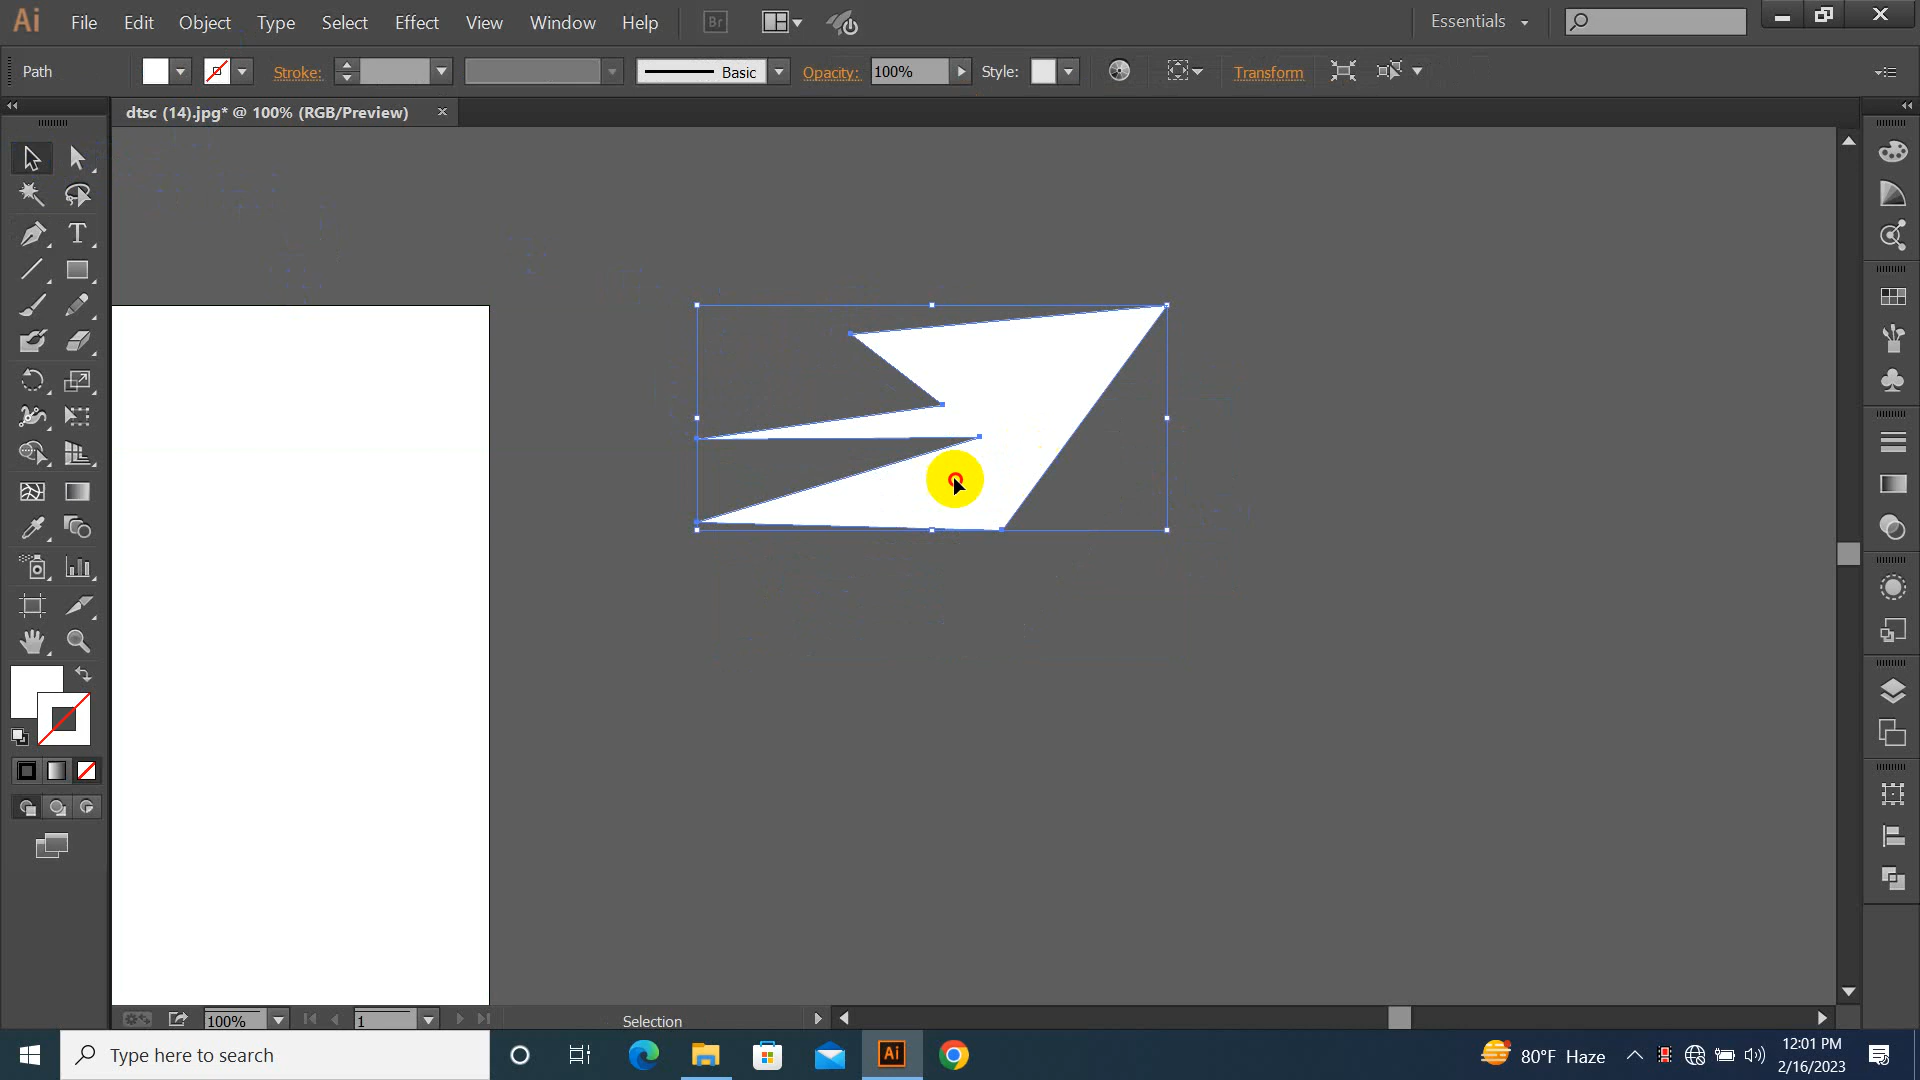 Ai File Edit Object Type Select Effect View Window Help Br Essentials
Path Stroke: Basic Opacity: 100% Style: Transform
dtsc (14).jpg* @ 100% (RGB/Preview)
T
100% 1 Selection
Type here to search Ai 80°F Haze 12:01 PM
2/16/2023